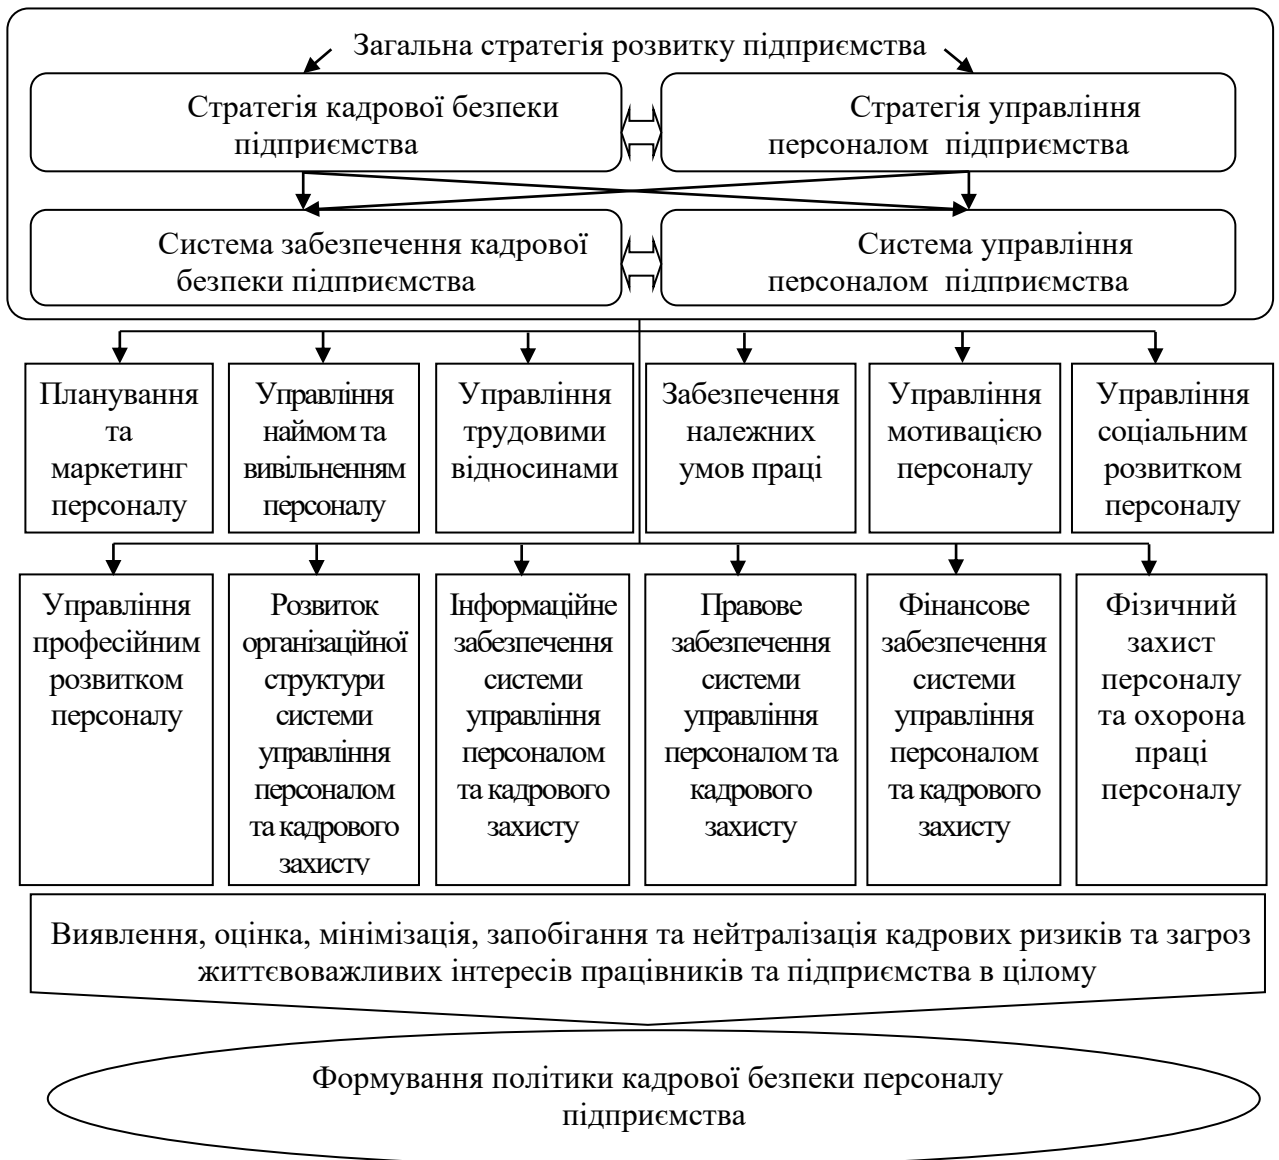 Загальна стратегія розвитку підприємства
Стратегія кадрової безпеки
підприємства
Стратегія управління
персоналом підприємства
Система забезпечення кадрової
безпеки підприємства
Система управління
персоналом підприємства
Планування
та
маркетинг
персоналу
Управління
наймом та
вивільненням
персоналу
Управління
трудовими
відносинами
Забезпечення
належних
умов праці
Управління
мотивацією
персоналу
Управління
соціальним
розвитком
персоналу
Управління
професійним
розвитком
персоналу
Розвиток
організаційної
структури
системи
управління
персоналом
та кадрового
захисту
Інформаційне
забезпечення
системи
управління
персоналом
та кадрового
захисту
Правове
забезпечення
системи
управління
персоналом та
кадрового
захисту
Фінансове
забезпечення
системи
управління
персоналом
та кадрового
захисту
Фізичний
захист
персоналу
та охорона
праці
персоналу
Виявлення, оцінка, мінімізація, запобігання та нейтралізація кадрових ризиків та загроз
життєвоважливих інтересів працівників та підприємства в цілому
Формування політики кадрової безпеки персоналу
підприємства